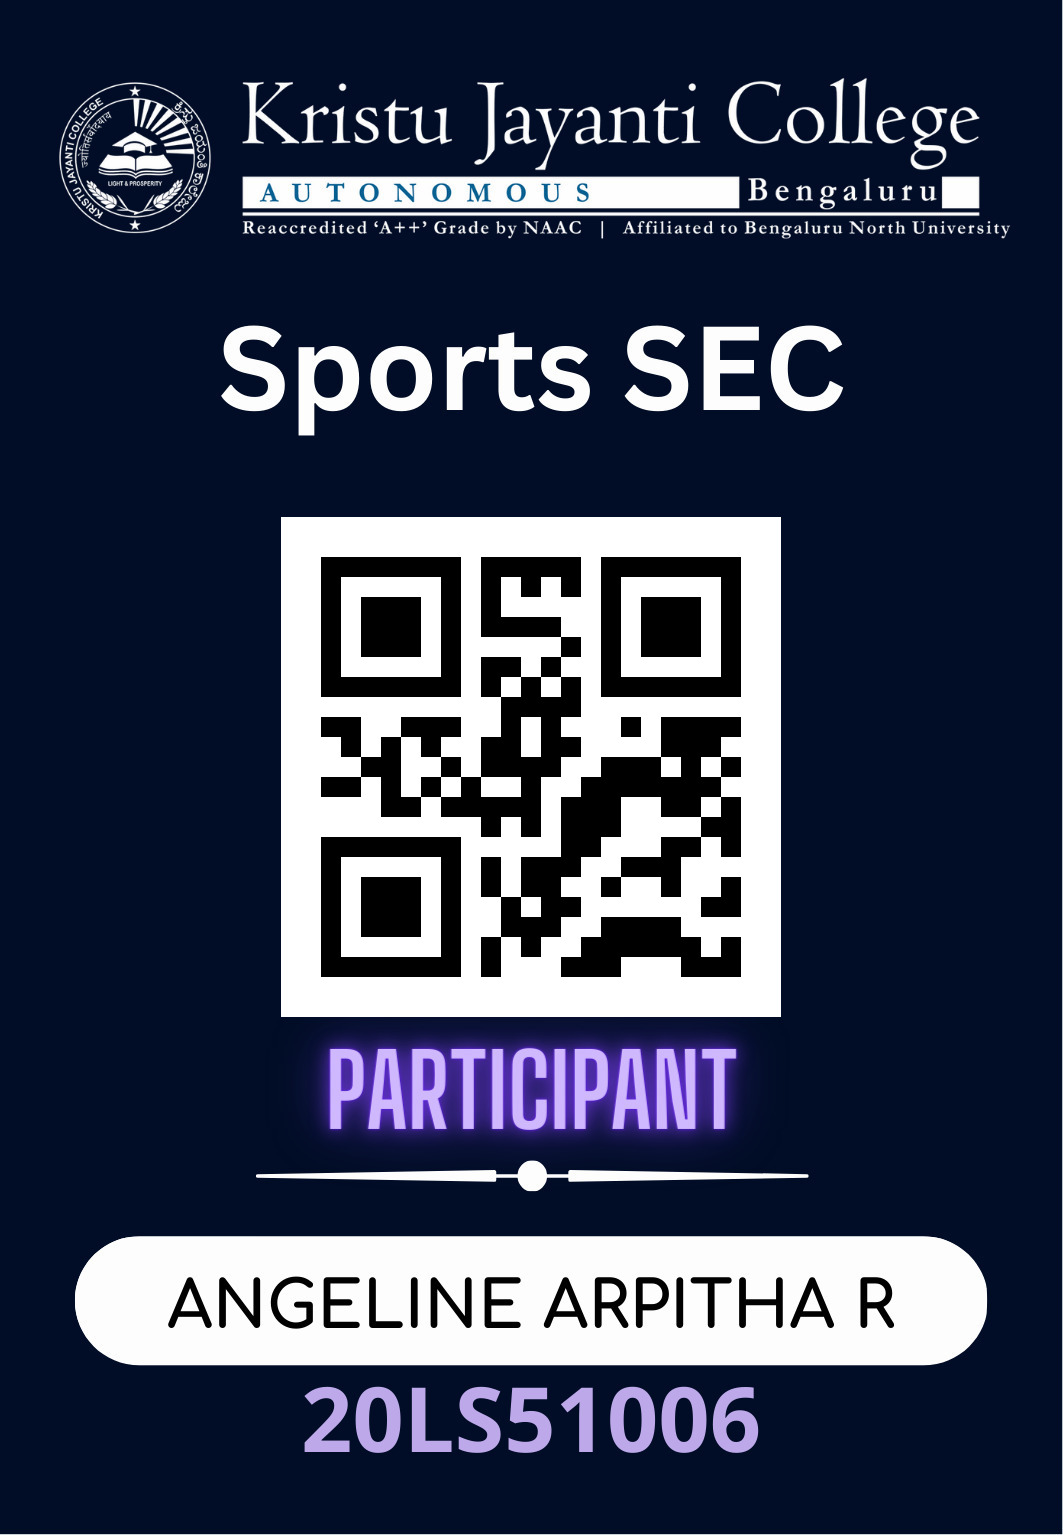 KRISTU JAYANTI COLLEGE
ಕ್ರಿಸ್ತು ಜಯಂತಿ ಕಾಲೇಜು
LIGHT & PROSPERITY
Kristu Jayanti College
AUTONOMOUS Bengaluru
Reaccredited ‘A++’ Grade by NAAC | Affiliated to Bengaluru North University
Sports SEC
PARTICIPANT
ANGELINE ARPITHA R
20LS51006